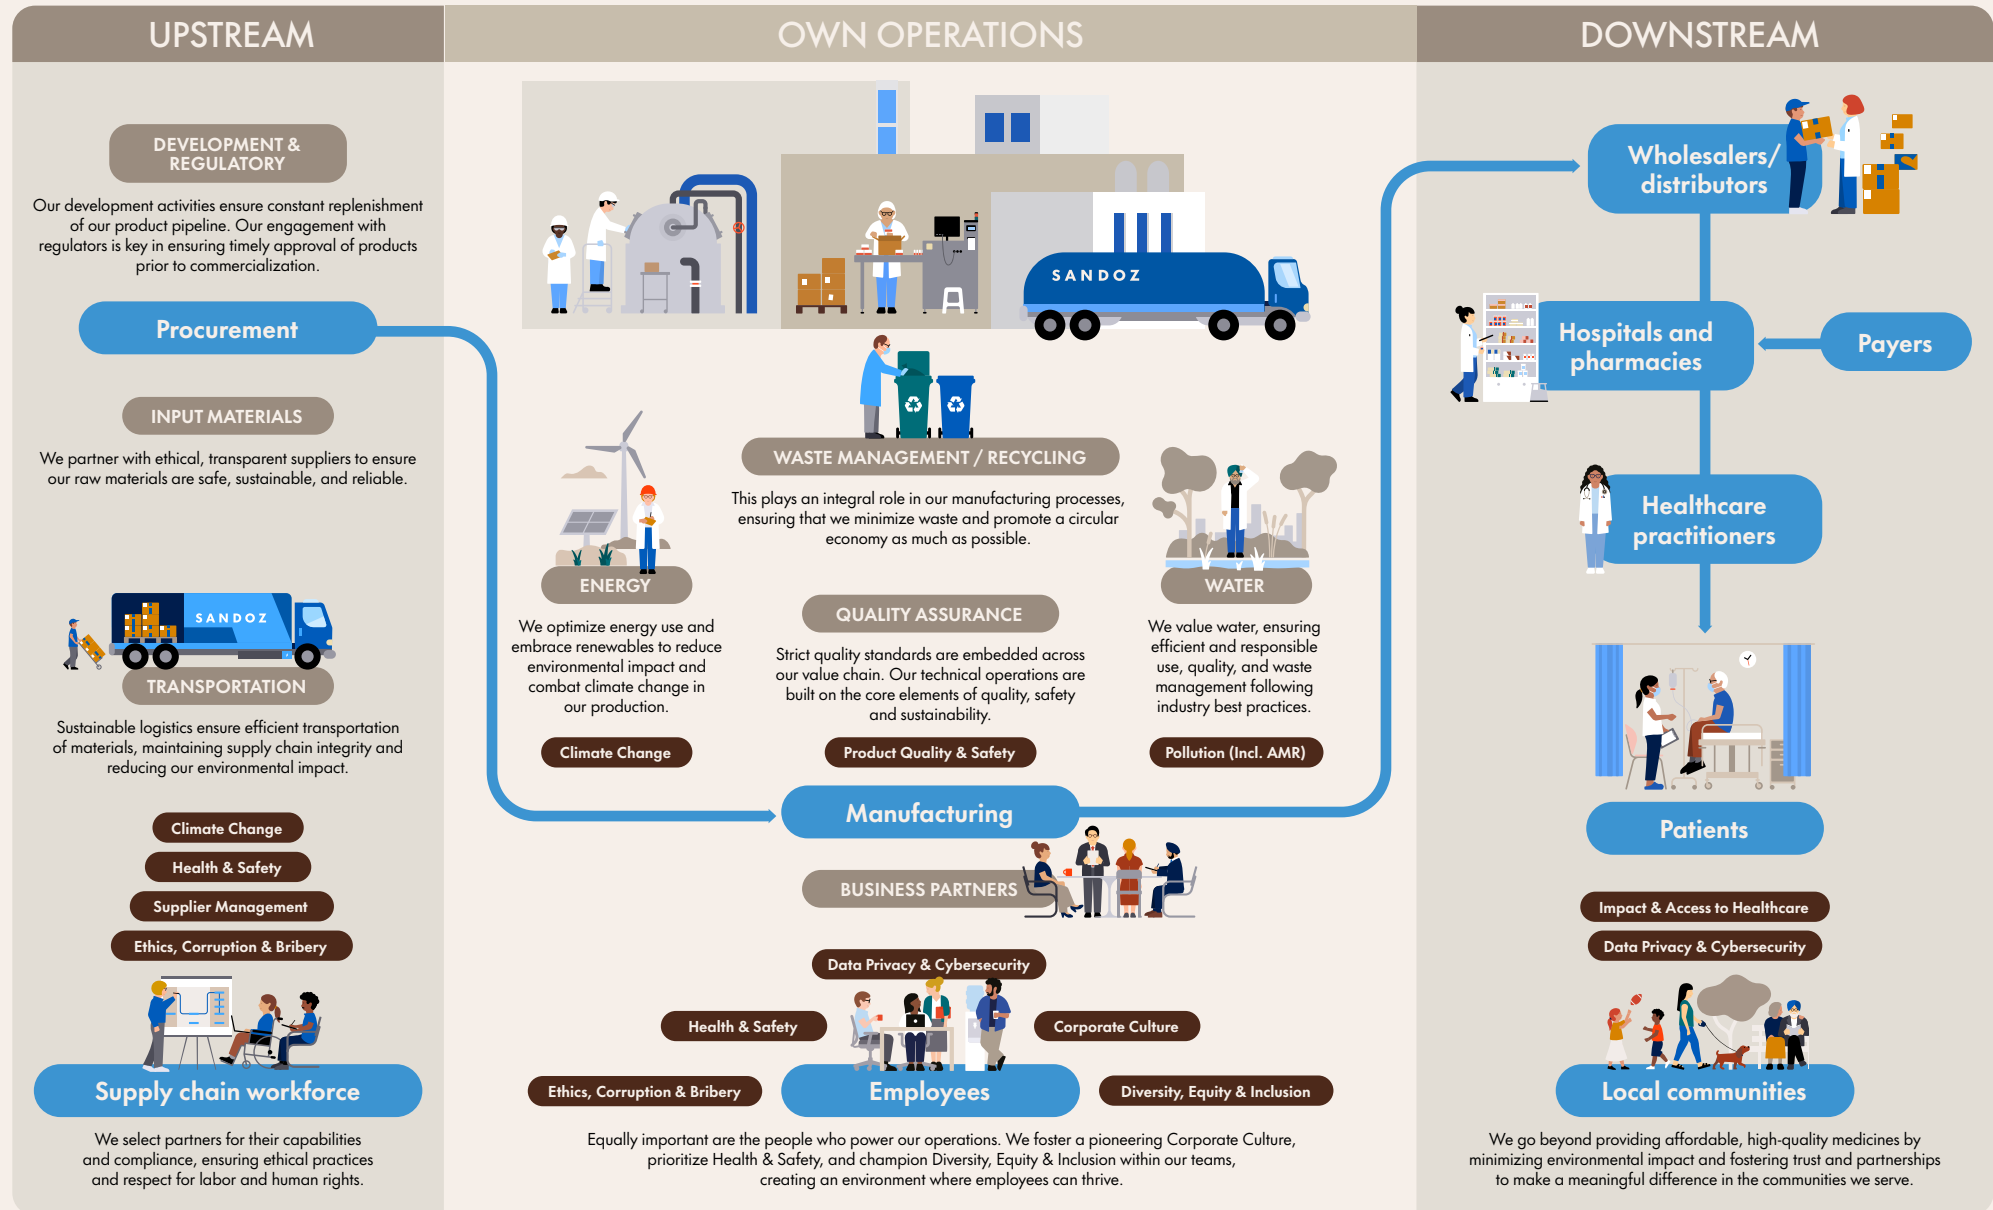 UPSTREAM
DEVELOPMENT &
REGULATORY
Our development activities ensure constant replenishment
of our product pipeline. Our engagement with
regulators is key in ensuring timely approval of products
prior to commercialization.
Procurement
INPUT MATERIALS
We partner with ethical, transparent suppliers to ensure
our raw materials are safe, sustainable, and reliable.
SANDOZ
TRANSPORTATION
Sustainable logistics ensure efficient transportation
of materials, maintaining supply chain integrity and
reducing our environmental impact.
Climate Change
Health & Safety
Supplier Management
Ethics, Corruption & Bribery
Supply chain workforce
We select partners for their capabilities
and compliance, ensuring ethical practices
and respect for labor and human rights.
OWN OPERATIONS
SANDOZ
WASTE MANAGEMENT / RECYCLING
This plays an integral role in our manufacturing processes,
ensuring that we minimize waste and promote a circular
economy as much as possible.
ENERGY
We optimize energy use and
embrace renewables to reduce
environmental impact and
combat climate change in
our production.
Climate Change
QUALITY ASSURANCE
Strict quality standards are embedded across
our value chain. Our technical operations are
built on the core elements of quality, safety
and sustainability.
Product Quality & Safety
WATER
We value water, ensuring
efficient and responsible
use, quality, and waste
management following
industry best practices.
Pollution (Incl. AMR)
Manufacturing
BUSINESS PARTNERS
Data Privacy & Cybersecurity
Health & Safety
Corporate Culture
Ethics, Corruption & Bribery
Employees
Diversity, Equity & Inclusion
Equally important are the people who power our operations. We foster a pioneering Corporate Culture,
prioritize Health & Safety, and champion Diversity, Equity & Inclusion within our teams,
creating an environment where employees can thrive.
DOWNSTREAM
Wholesalers/
distributors
Hospitals and
pharmacies
Payers
Healthcare
practitioners
Patients
Impact & Access to Healthcare
Data Privacy & Cybersecurity
Local communities
We go beyond providing affordable, high-quality medicines by
minimizing environmental impact and fostering trust and partnerships
to make a meaningful difference in the communities we serve.